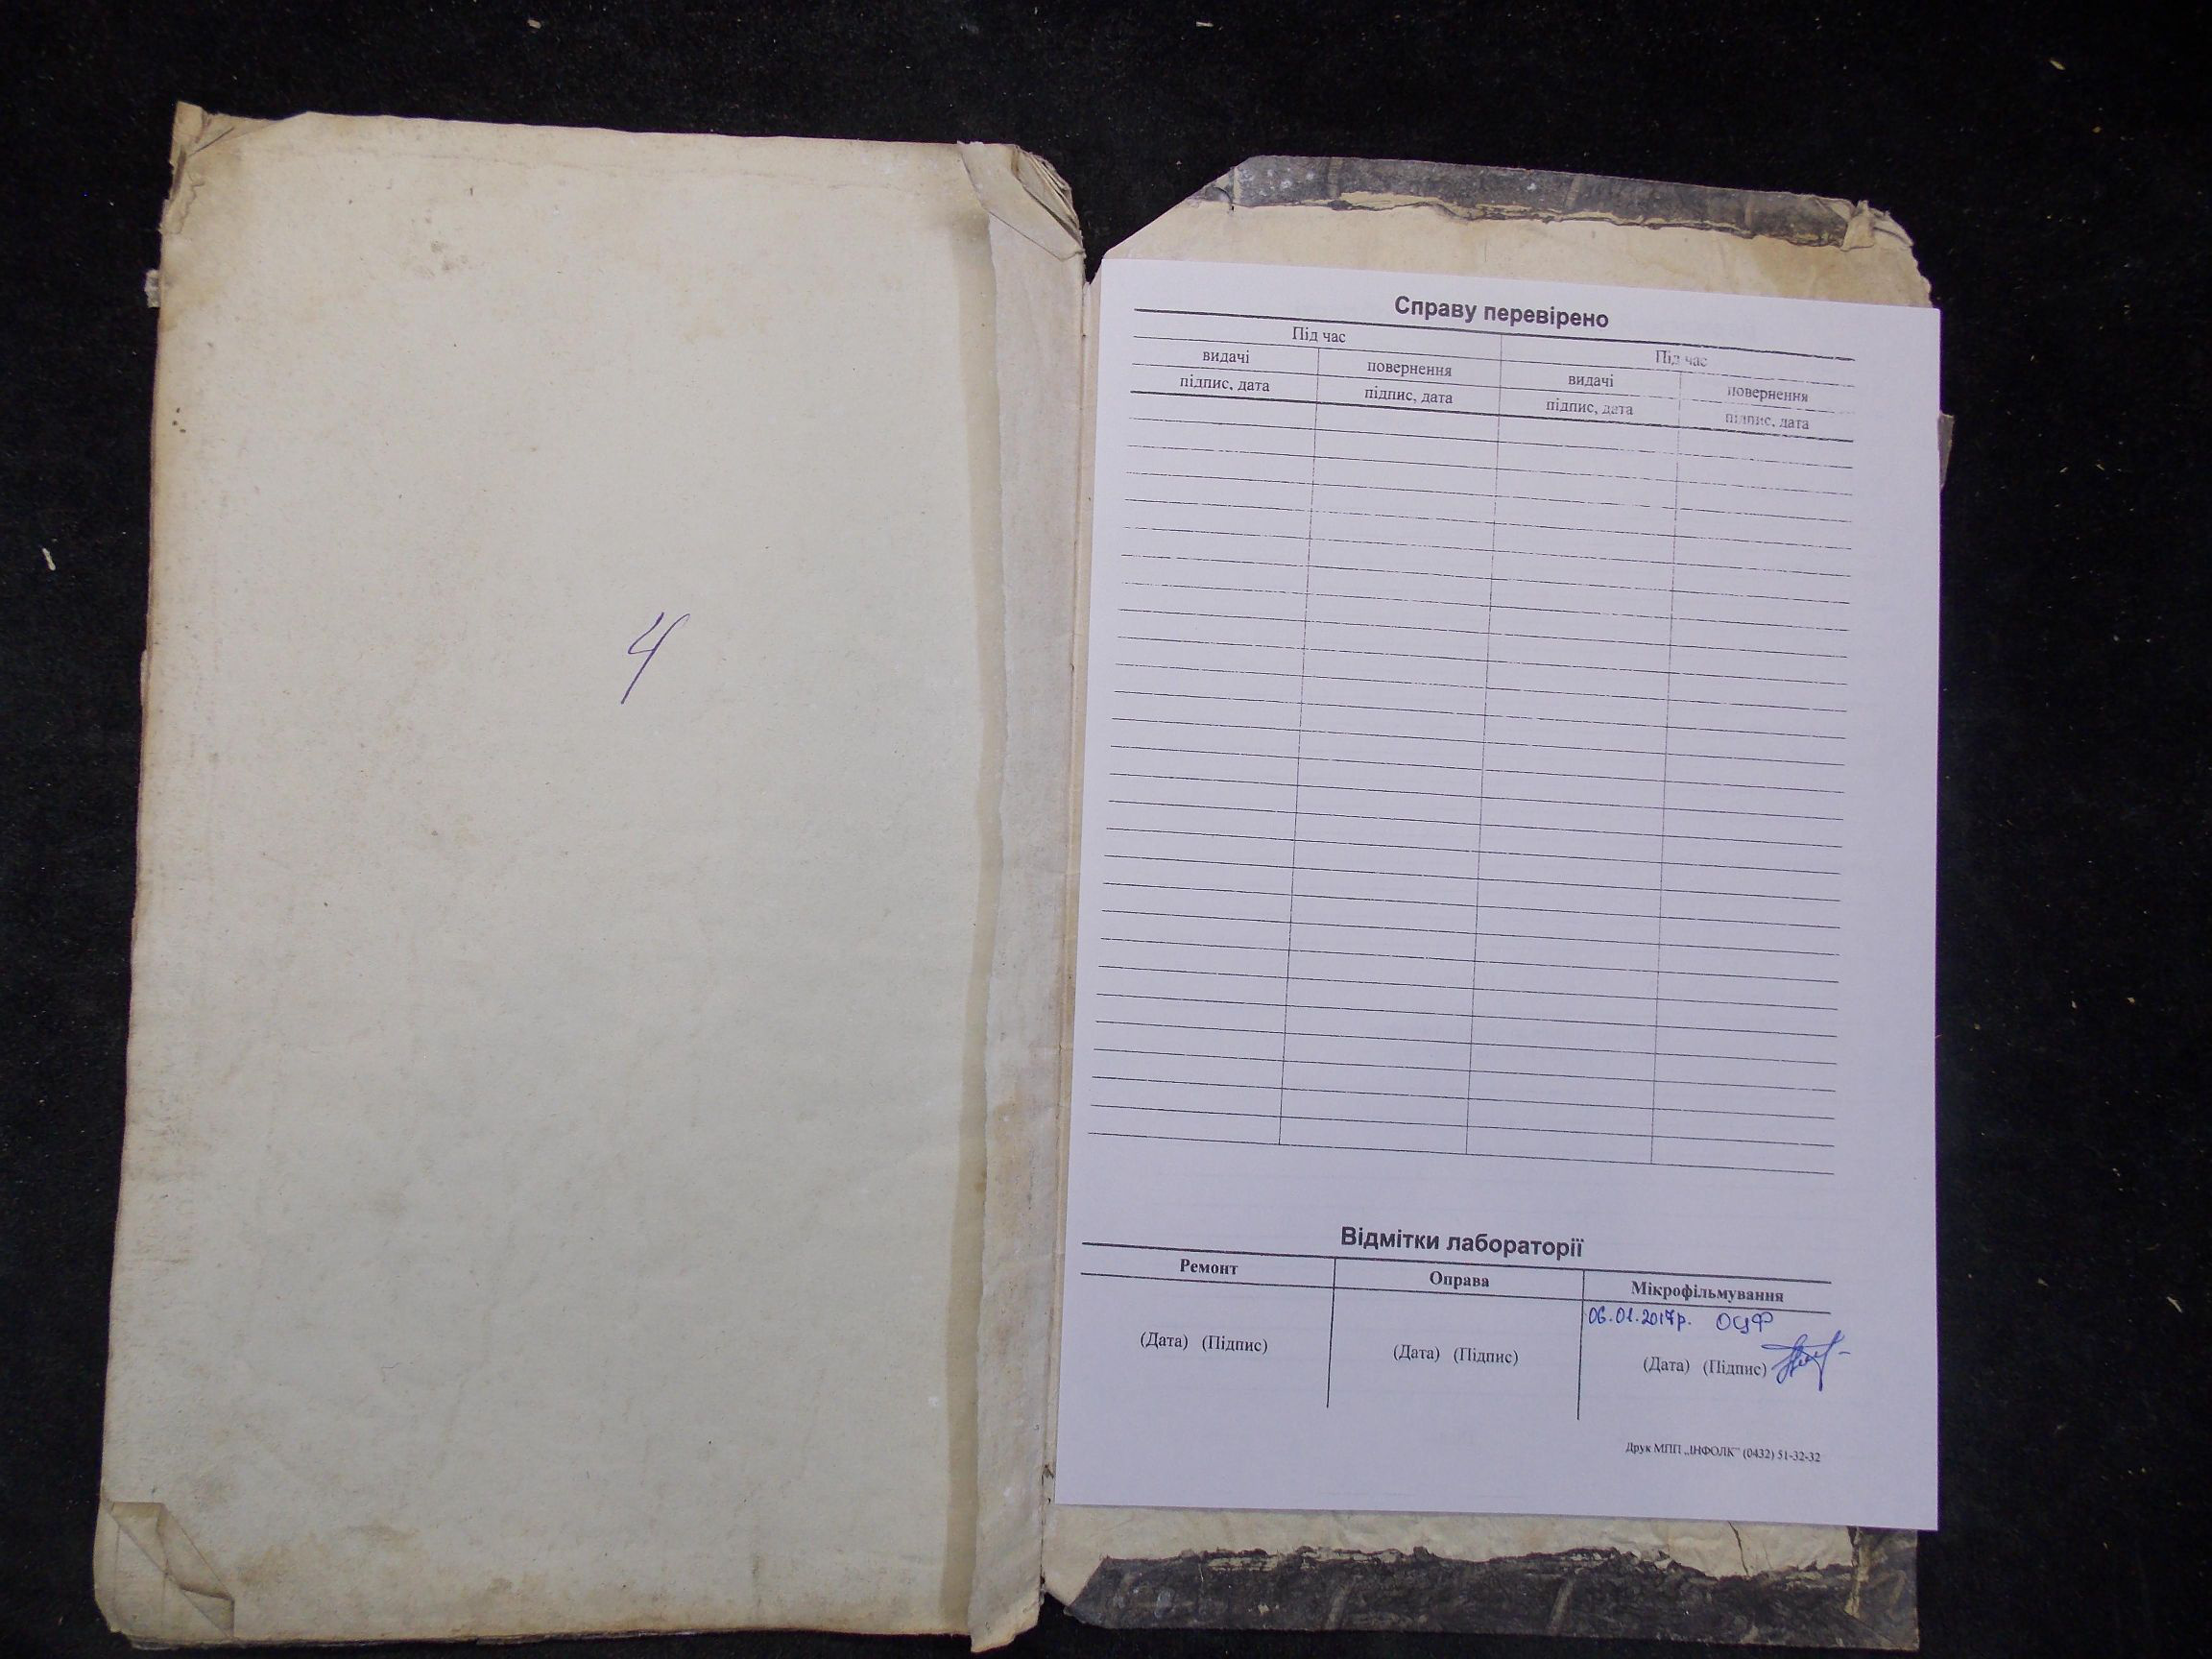 4
Справу перевірено
Під час Під час
видачі повернення видачі повернення
підпис, дата підпис, дата підпис, дата підпис, дата
Відмітки лабораторії
Ремонт Оправа Мікрофільмування
06.01.2017р. ОЦФ
(Дата) (Підпис) (Дата) (Підпис) (Дата) (Підпис)
Друк МПП „ІНФОЛК” (0432) 51-32-32